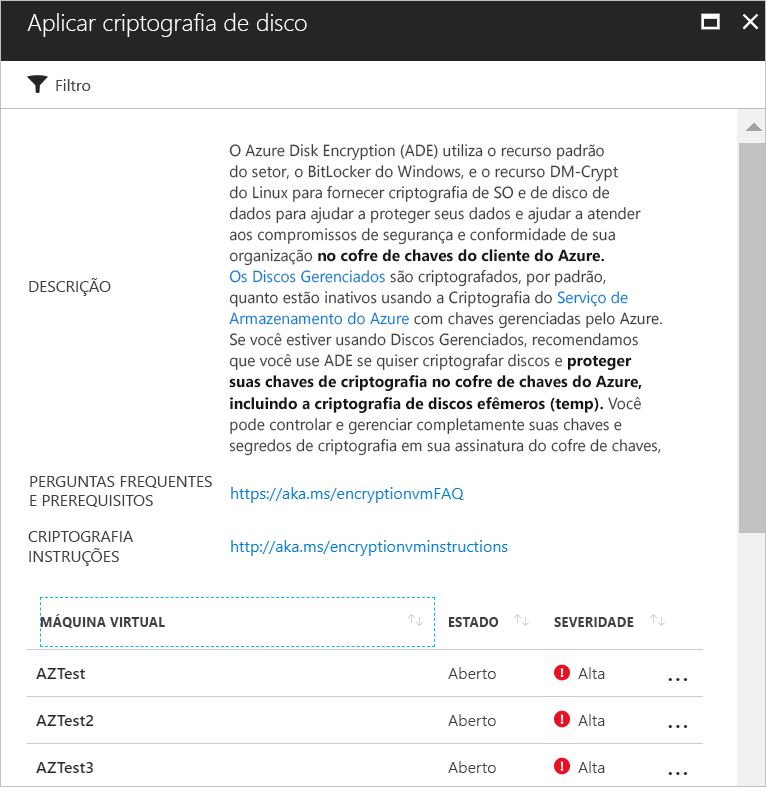 Aplicar criptografia de disco
Filtro
DESCRIÇÃO
O Azure Disk Encryption (ADE) utiliza o recurso padrão
do setor, o BitLocker do Windows, e o recurso DM-Crypt
do Linux para fornecer criptografia de SO e de disco de
dados para ajudar a proteger seus dados e ajudar a atender
aos compromissos de segurança e conformidade de sua
organização no cofre de chaves do cliente do Azure.
Os Discos Gerenciados são criptografados, por padrão,
quanto estão inativos usando a Criptografia do Serviço de
Armazenamento do Azure com chaves gerenciadas pelo Azure.
Se você estiver usando Discos Gerenciados, recomendamos
que você use ADE se quiser criptografar discos e proteger
suas chaves de criptografia no cofre de chaves do Azure,
incluindo a criptografia de discos efêmeros (temp). Você
pode controlar e gerenciar completamente suas chaves e
segredos de criptografia em sua assinatura do cofre de chaves,
PERGUNTAS FREQUENTES
E PREREQUISITOS
https://aka.ms/encryptionvmFAQ
CRIPTOGRAFIA
INSTRUÇÕES
http://aka.ms/encryptionvminstructions
MÁQUINA VIRTUAL ESTADO SEVERIDADE
AZTest Aberto Alta ...
AZTest2 Aberto Alta ...
AZTest3 Aberto Alta ...